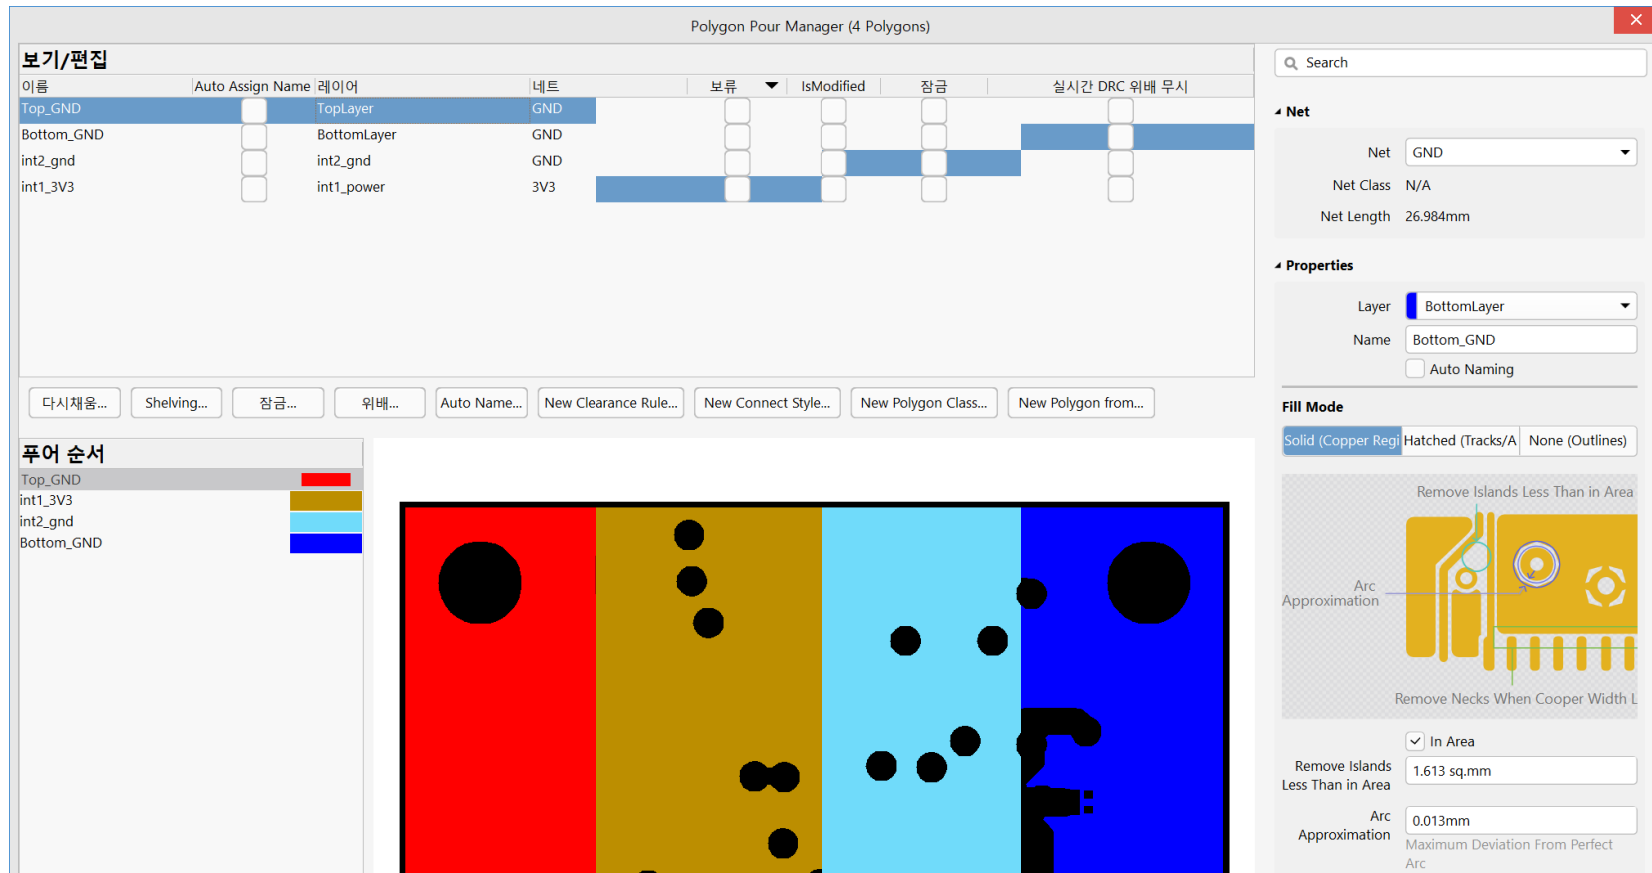 Polygon Pour Manager (4 Polygons)
보기/편집
이름 Auto Assign Name 레이어 네트 보류 IsModified 잠금 실시간 DRC 위배 무시
Top_GND TopLayer GND
Bottom_GND BottomLayer GND
int2_gnd int2_gnd GND
int1_3V3 int1_power 3V3
다시채움... Shelving... 잠금... 위배... Auto Name... New Clearance Rule... New Connect Style... New Polygon Class... New Polygon from...
푸어 순서
Top_GND
int1_3V3
int2_gnd
Bottom_GND
Search
Net
Net GND
Net Class N/A
Net Length 26.984mm
Properties
Layer BottomLayer
Name Bottom_GND
Auto Naming
Fill Mode
Solid (Copper Regi Hatched (Tracks/A None (Outlines)
Remove Islands Less Than in Area
Arc
Approximation
Remove Necks When Cooper Width L
In Area
Remove Islands
Less Than in Area 1.613 sq.mm
Arc
Approximation 0.013mm
Maximum Deviation From Perfect
Arc